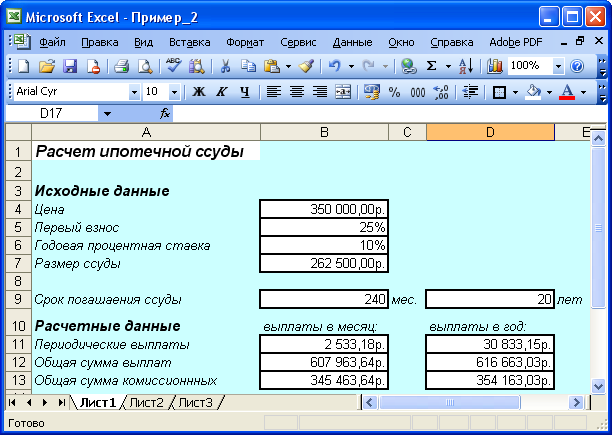 Microsoft Excel - Пример_2
Файл Правка Вид Вставка Формат Сервис Данные Окно Справка Adobe PDF
100%
Arial Cyr 10 Ж К Ч % 000
D17 fx
A B C D E
1 Расчет ипотечной ссуды
2
3 Исходные данные
4 Цена 350 000,00р.
5 Первый взнос 25%
6 Годовая процентная ставка 10%
7 Размер ссуды 262 500,00р.
8
9 Срок погашаения ссуды 240 мес. 20 лет
10 Расчетные данные выплаты в месяц: выплаты в год:
11 Периодические выплаты 2 533,18р. 30 833,15р.
12 Общая сумма выплат 607 963,64р. 616 663,03р.
13 Общая сумма комиссионнных 345 463,64р. 354 163,03р.
Лист1 Лист2 Лист3
Готово